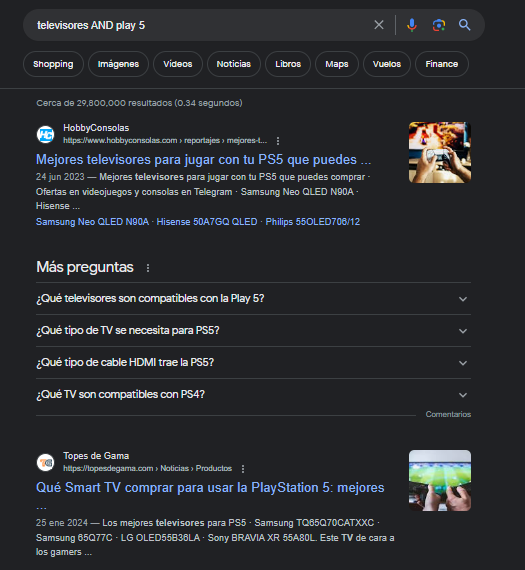 televisores AND play 5
Shopping
Imágenes
Videos
Noticias
Libros
Maps
Vuelos
Finance
Cerca de 29,800,000 resultados (0.34 segundos)
HobbyConsolas
https://www.hobbyconsolas.com › reportajes › mejores-t...
Mejores televisores para jugar con tu PS5 que puedes ...
24 jun 2023 — Mejores televisores para jugar con tu PS5 que puedes comprar ·
Ofertas en videojuegos y consolas en Telegram · Samsung Neo QLED N90A ·
Hisense ...
Samsung Neo QLED N90A · Hisense 50A7GQ QLED · Philips 55OLED706/12
Más preguntas
¿Qué televisores son compatibles con la Play 5?
¿Qué tipo de TV se necesita para PS5?
¿Qué tipo de cable HDMI trae la PS5?
¿Qué TV son compatibles con PS4?
Comentarios
Topes de Gama
https://topesdegama.com › Noticias › Productos
Qué Smart TV comprar para usar la PlayStation 5: mejores
...
25 ene 2024 — Los mejores televisores para PS5 · Samsung TQ65Q70CATXXC ·
Samsung 65Q77C · LG OLED55B36LA · Sony BRAVIA XR 55A80L. Este TV de cara a
los gamers ...